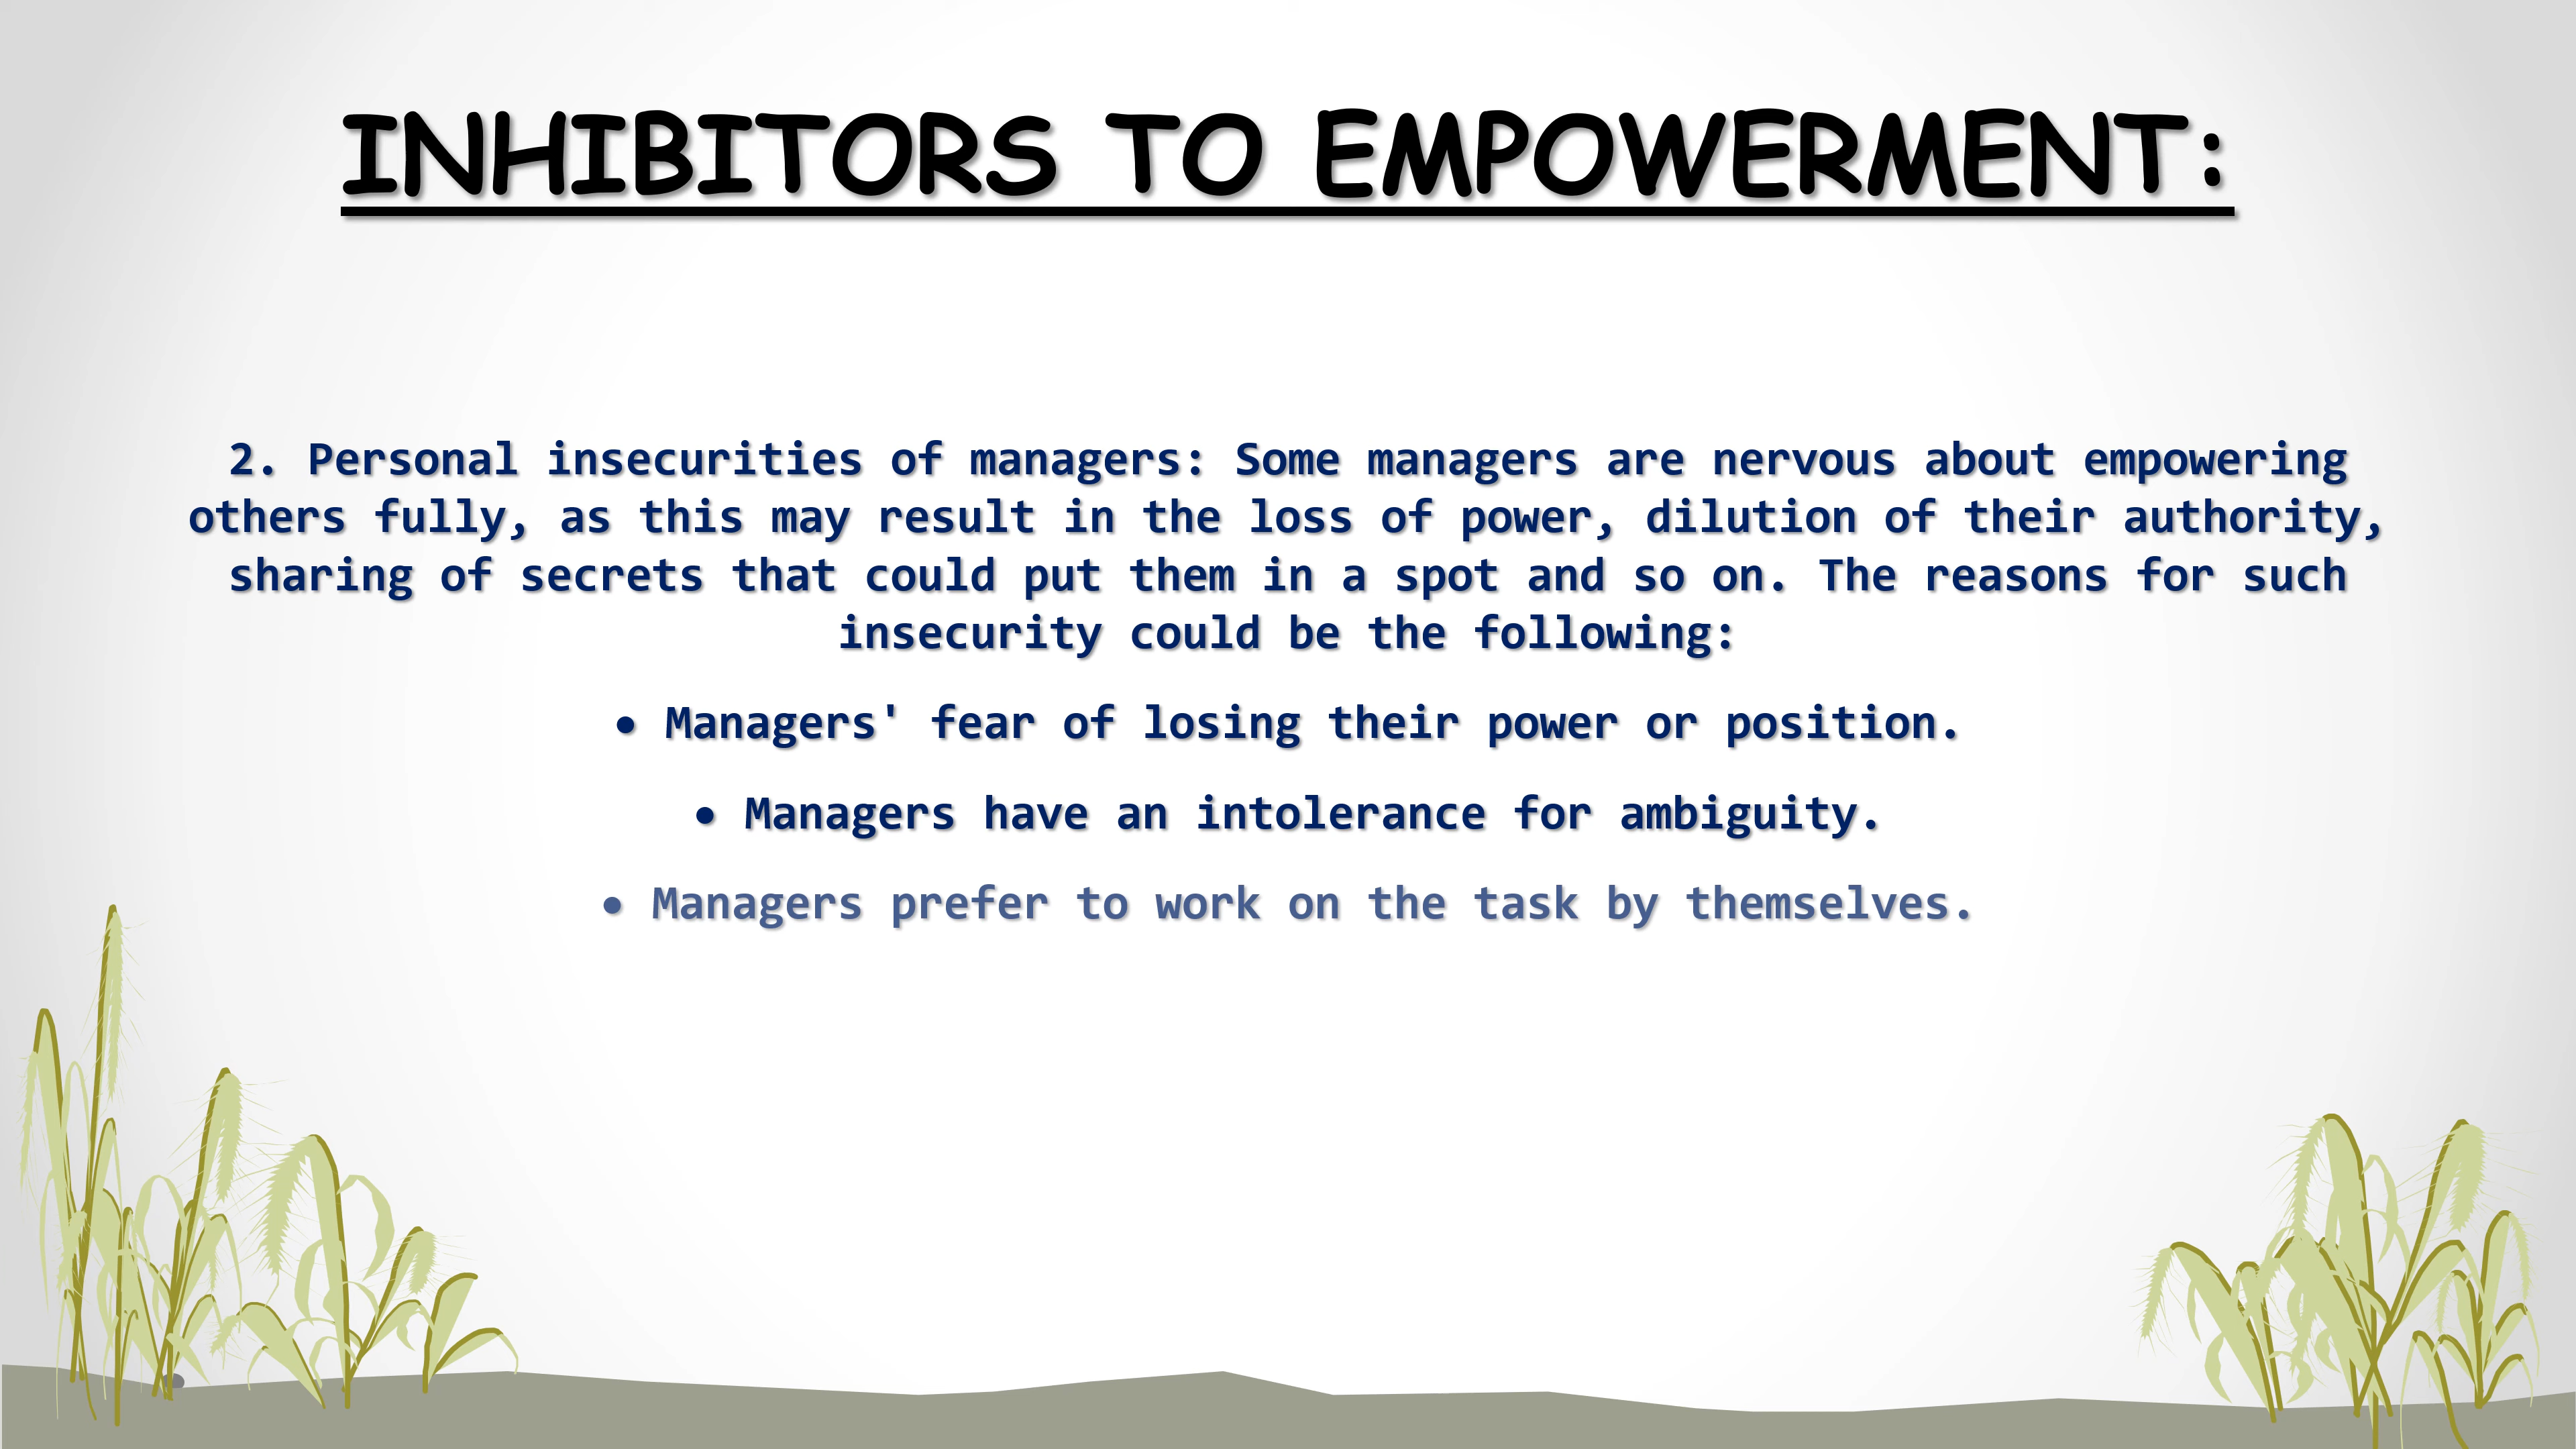 INHIBITORS TO EMPOWERMENT:
2. Personal insecurities of managers: Some managers are nervous about empowering
others fully, as this may result in the loss of power, dilution of their authority,
sharing of secrets that could put them in a spot and so on. The reasons for such
insecurity could be the following:
• Managers' fear of losing their power or position.
• Managers have an intolerance for ambiguity.
• Managers prefer to work on the task by themselves.